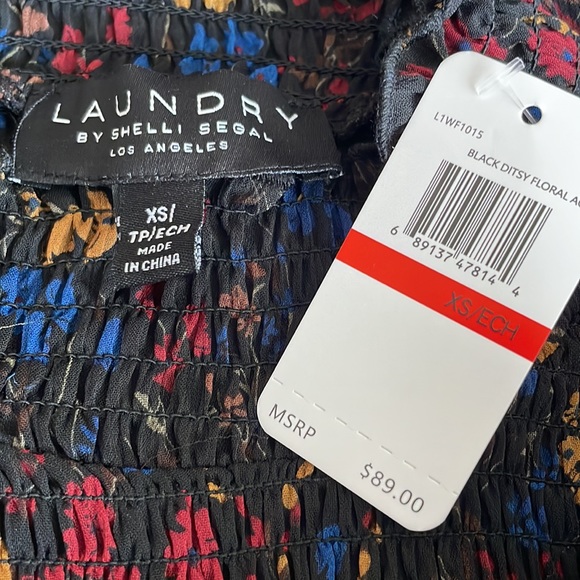 LAUNDRY
BY SHELLI SEGAL
LOS ANGELES
XS/
TP/ECH
MADE
IN CHINA
L1WF1015
BLACK DITSY FLORAL
6 89137 47814 4
XS/ECH
MSRP
$89.00